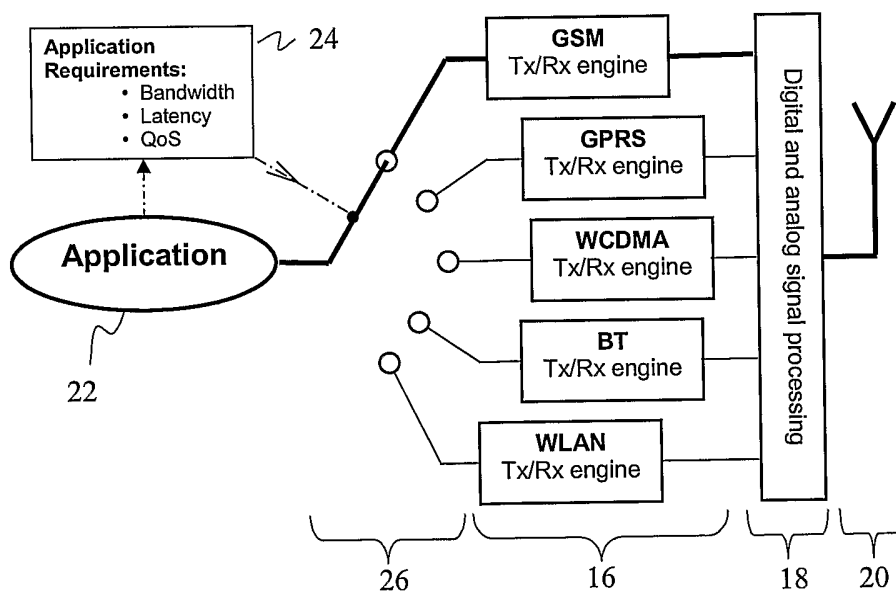 Application
Requirements:
• Bandwidth
• Latency
• QoS
24
Application
22
GSM
Tx/Rx engine
GPRS
Tx/Rx engine
WCDMA
Tx/Rx engine
BT
Tx/Rx engine
WLAN
Tx/Rx engine
Digital and analog signal processing
26
16
18
20